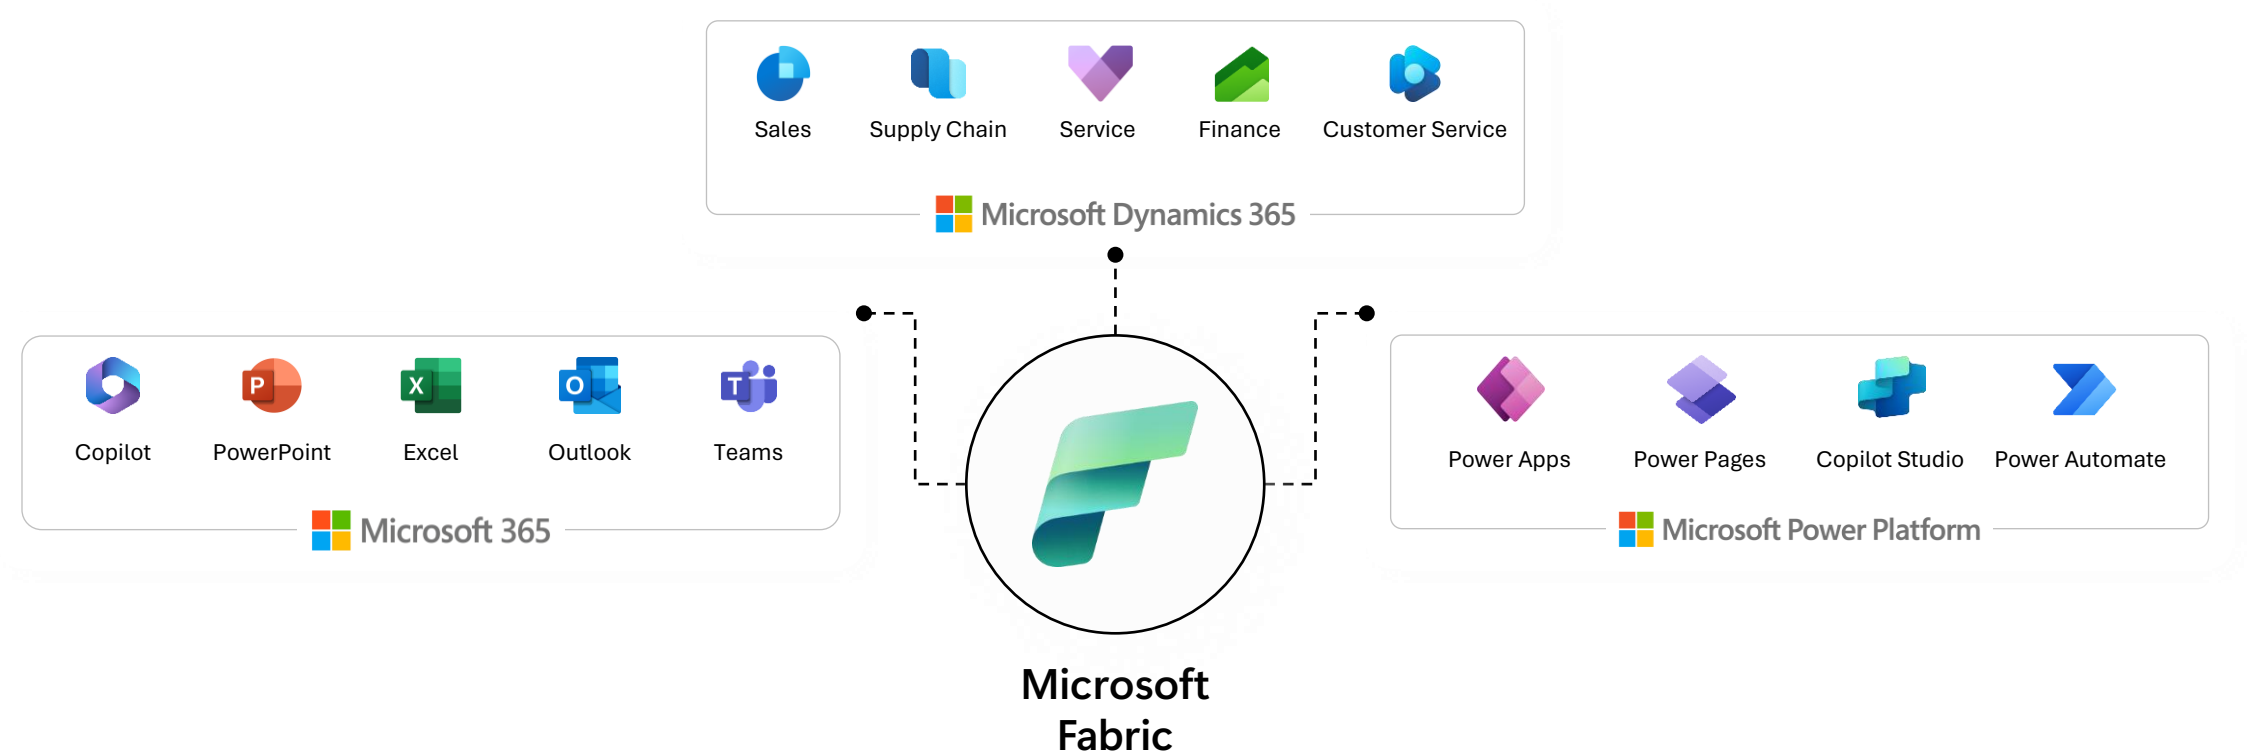 Sales
Supply Chain
Service
Finance
Customer Service
Microsoft Dynamics 365
P
X
O
T
Copilot
PowerPoint
Excel
Outlook
Teams
Microsoft 365
Power Apps
Power Pages
Copilot Studio
Power Automate
Microsoft Power Platform
Microsoft
Fabric